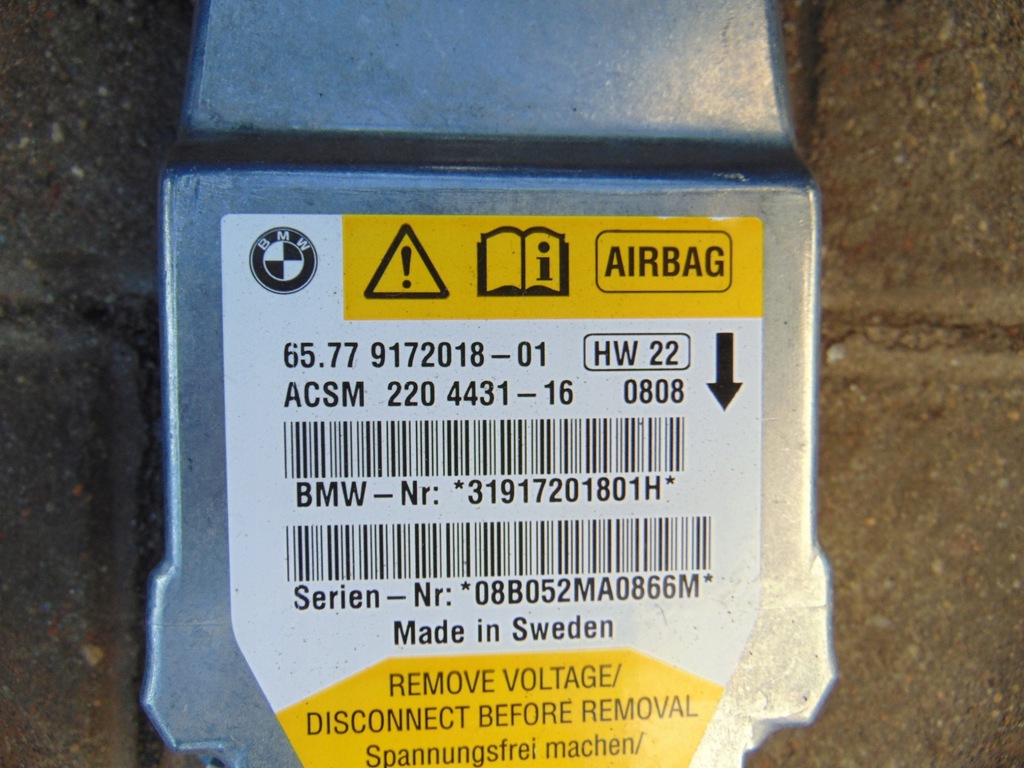 BMW
AIRBAG
65.77 9172018-01 HW 22
ACSM 220 4431-16 0808
BMW-Nr: *31917201801H*
Serien-Nr: *08B052MA0866M*
Made in Sweden
REMOVE VOLTAGE/
DISCONNECT BEFORE REMOVAL
Spannungsfrei machen/